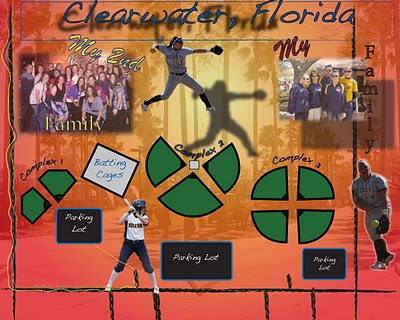 Clearwater, Florida
My 2nd
Family
My
Family
Complex 1
Batting
Cages
Complex 2
Complex 3
Parking
Lot
Parking Lot
Parking
Lot